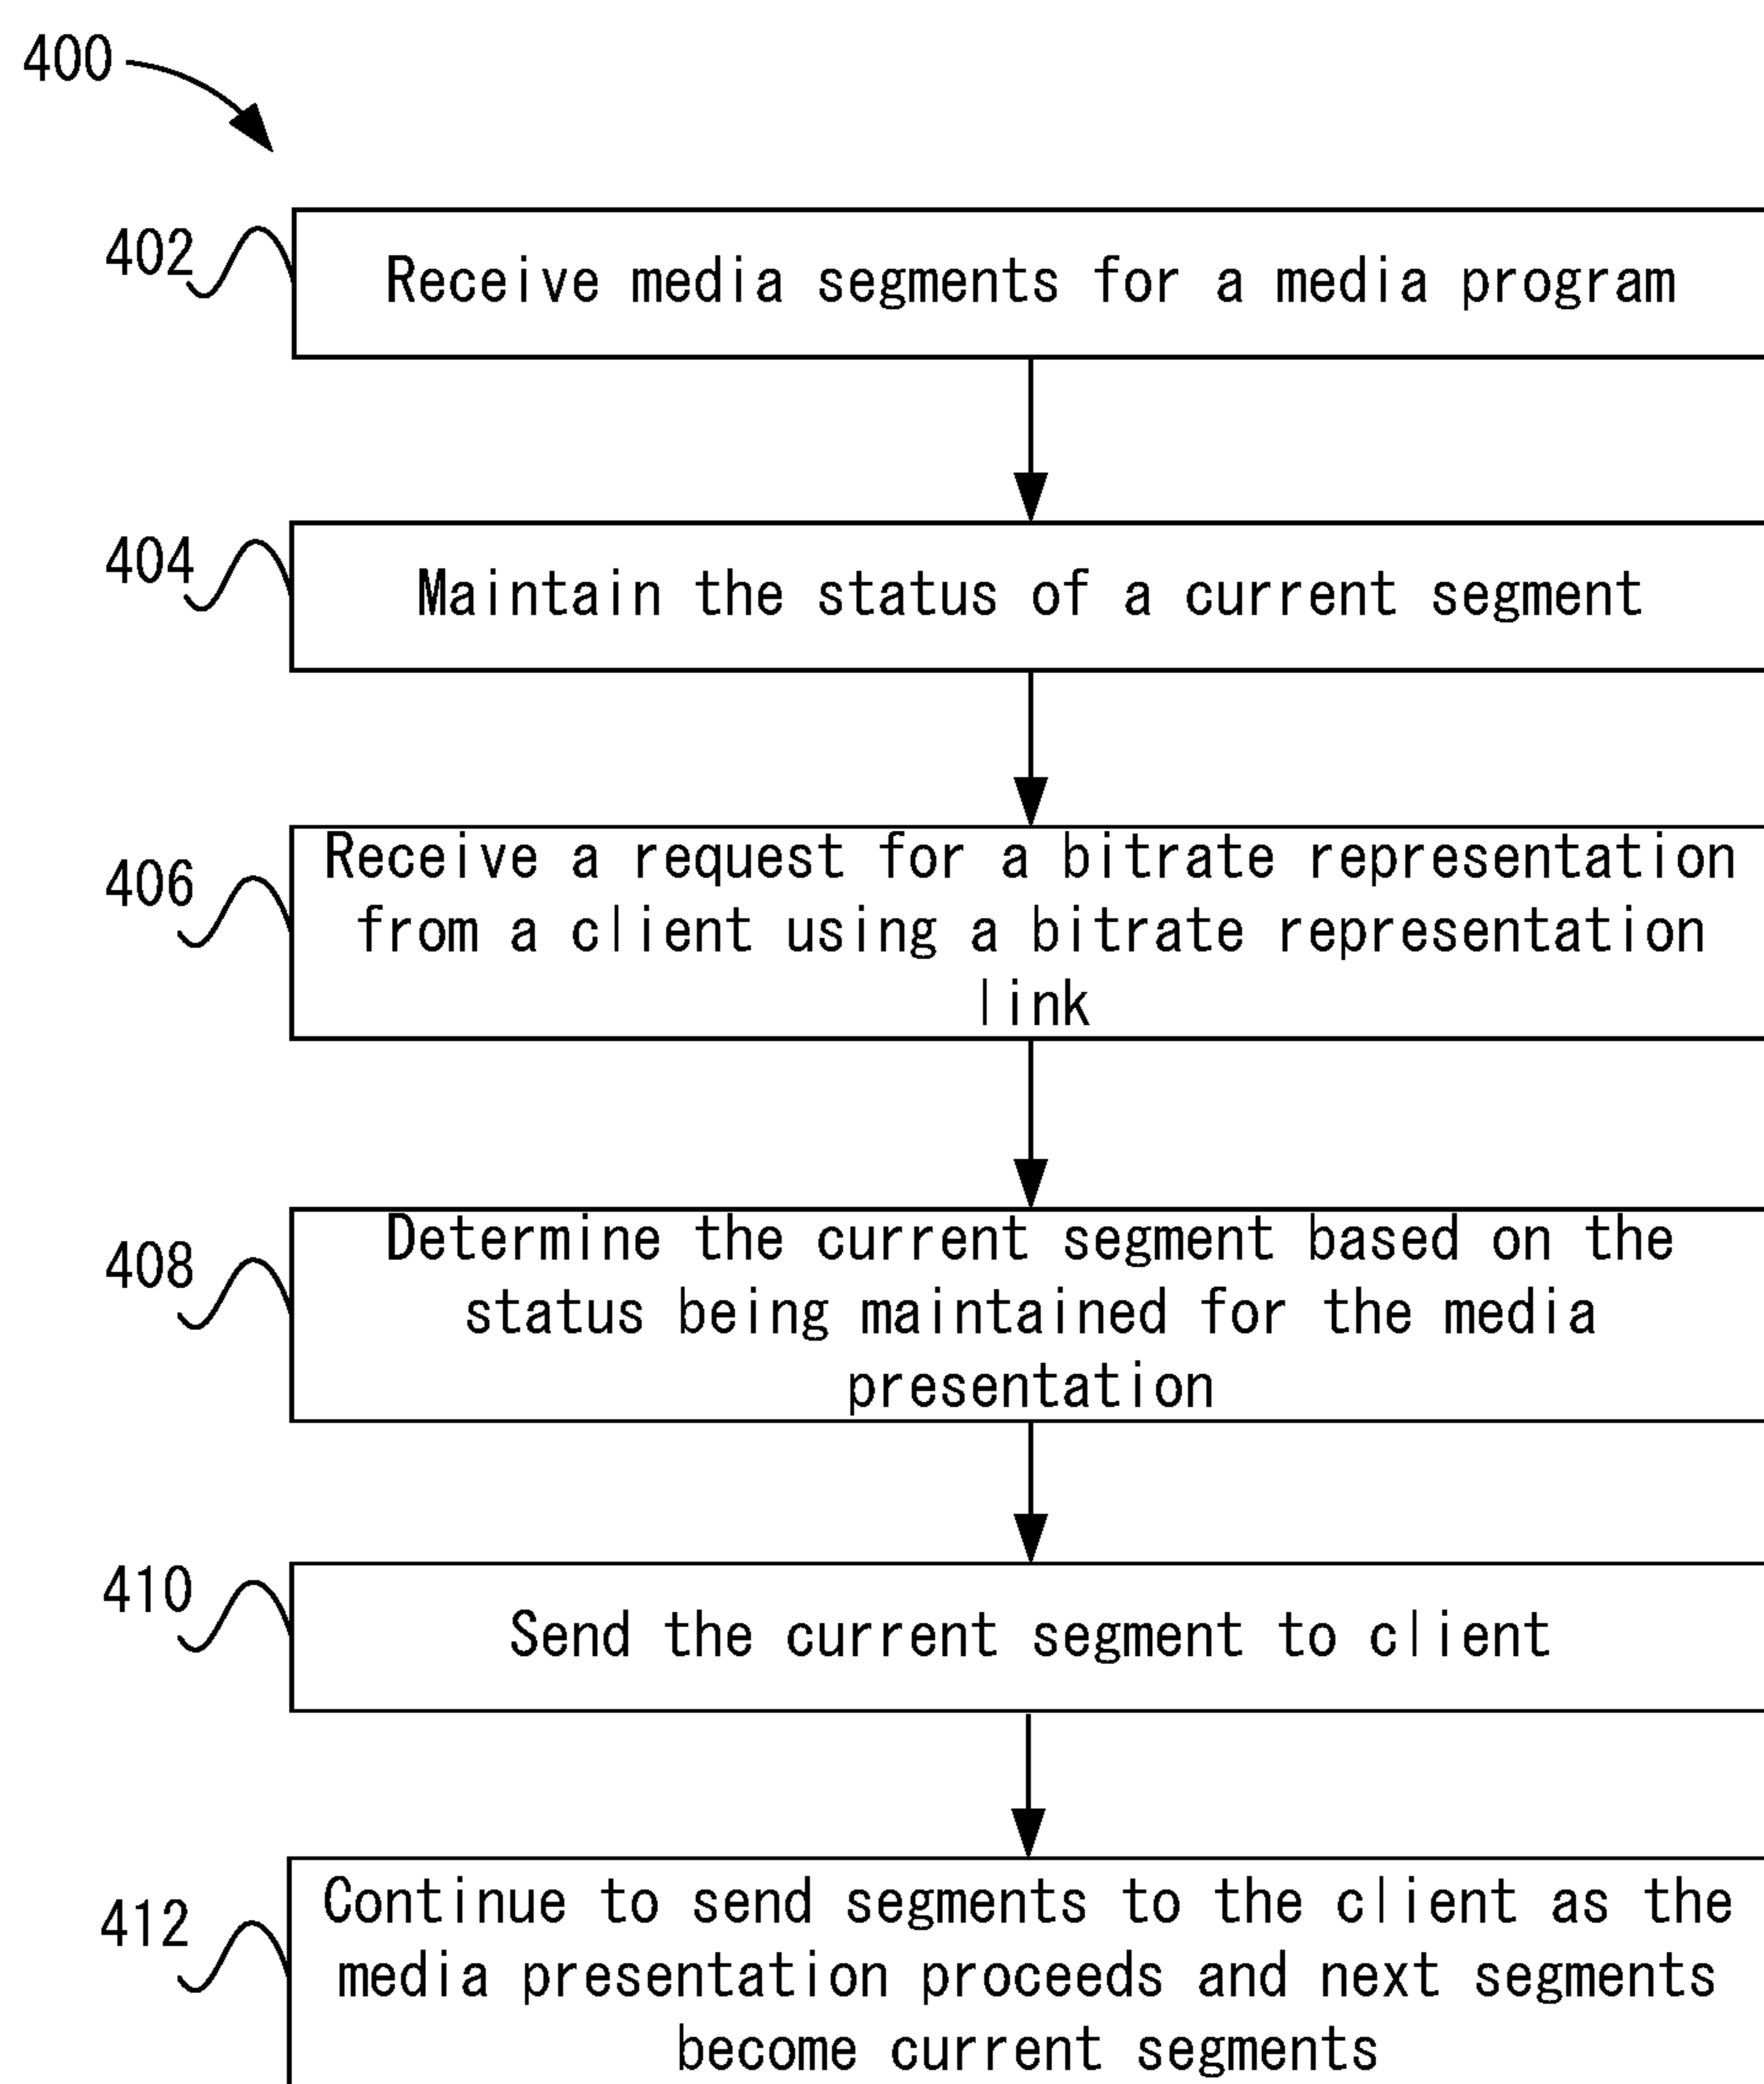 400
402
Receive media segments for a media program
404
Maintain the status of a current segment
406
Receive a request for a bitrate representation
from a client using a bitrate representation
link
408
Determine the current segment based on the
status being maintained for the media
presentation
410
Send the current segment to client
412
Continue to send segments to the client as the
media presentation proceeds and next segments
become current segments